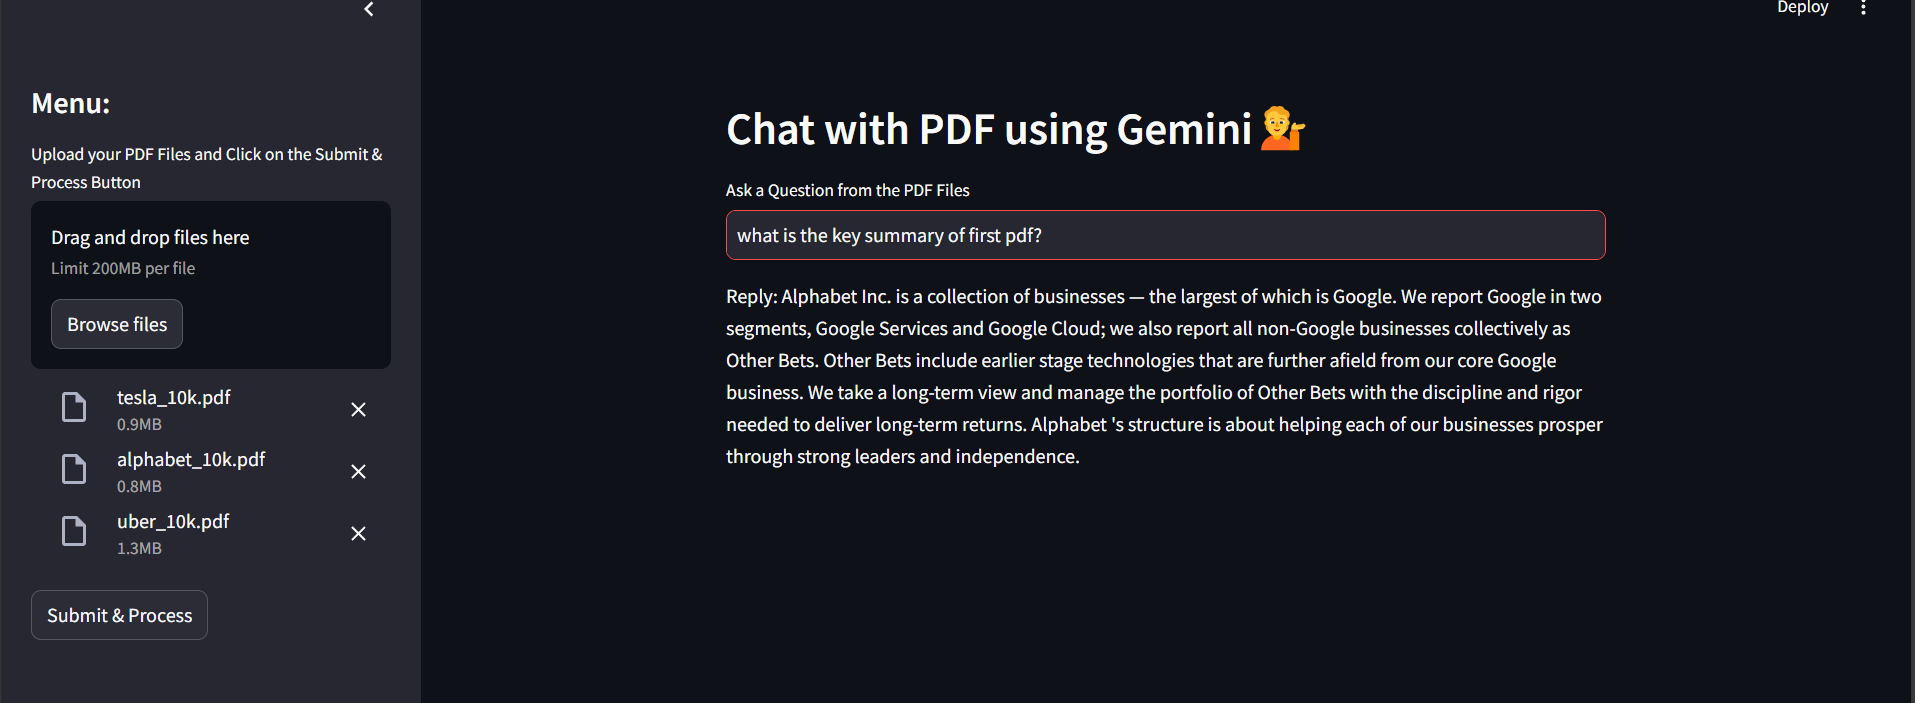 Deploy
Menu:
Upload your PDF Files and Click on the Submit &
Process Button
Drag and drop files here
Limit 200MB per file
Browse files
tesla_10k.pdf
0.9MB
alphabet_10k.pdf
0.8MB
uber_10k.pdf
1.3MB
Submit & Process
Chat with PDF using Gemini💁
Ask a Question from the PDF Files
what is the key summary of first pdf?
Reply: Alphabet Inc. is a collection of businesses — the largest of which is Google. We report Google in two
segments, Google Services and Google Cloud; we also report all non-Google businesses collectively as
Other Bets. Other Bets include earlier stage technologies that are further afield from our core Google
business. We take a long-term view and manage the portfolio of Other Bets with the discipline and rigor
needed to deliver long-term returns. Alphabet 's structure is about helping each of our businesses prosper
through strong leaders and independence.